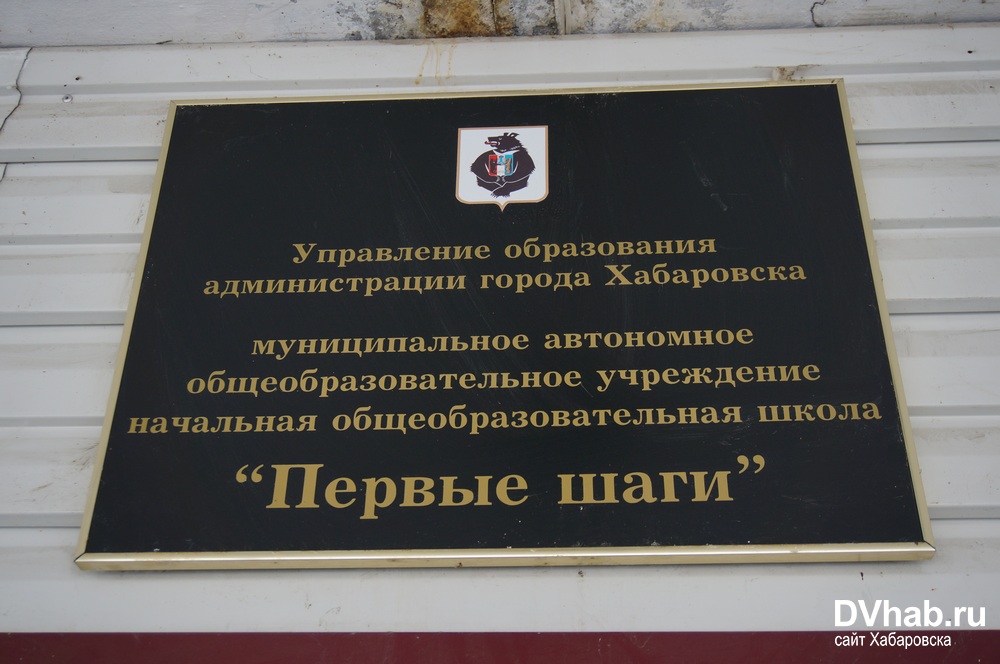 Управление образования
администрации города Хабаровска
муниципальное автономное
общеобразовательное учреждение
начальная общеобразовательная школа
“Первые шаги”
DVhab.ru
сайт Хабаровска